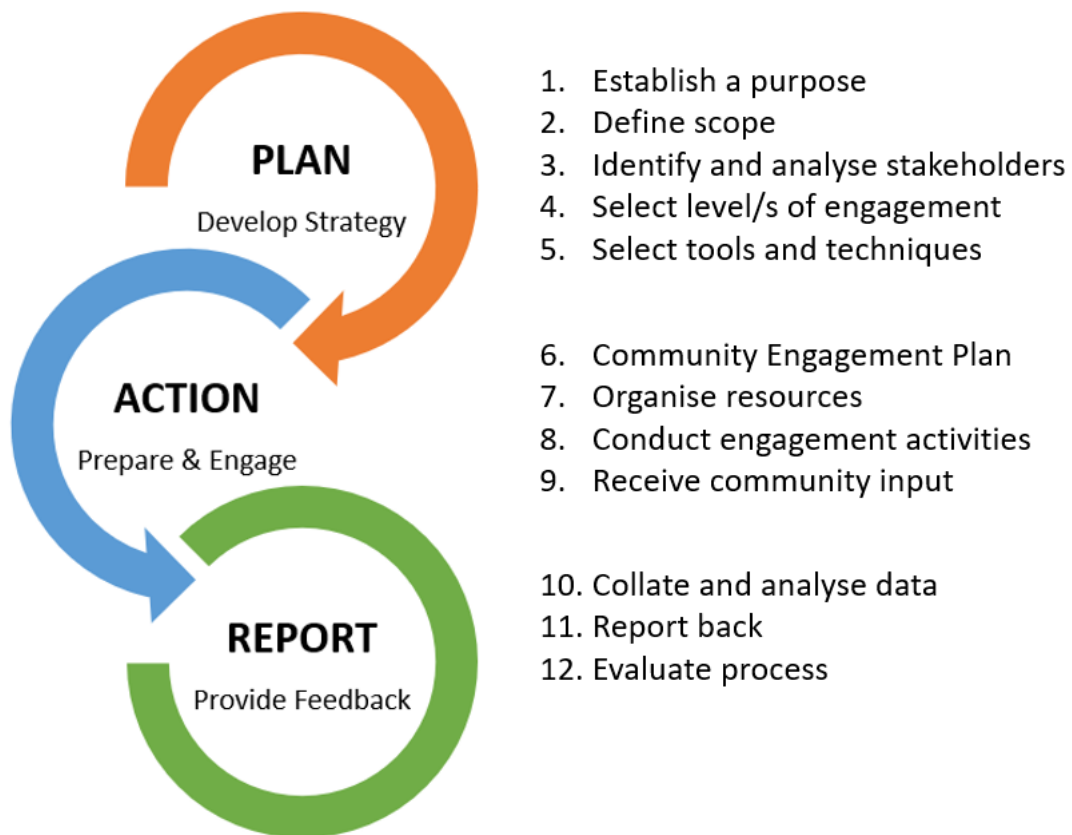 PLAN
Develop Strategy
1. Establish a purpose
2. Define scope
3. Identify and analyse stakeholders
4. Select level/s of engagement
5. Select tools and techniques
ACTION
Prepare & Engage
6. Community Engagement Plan
7. Organise resources
8. Conduct engagement activities
9. Receive community input
REPORT
Provide Feedback
10. Collate and analyse data
11. Report back
12. Evaluate process